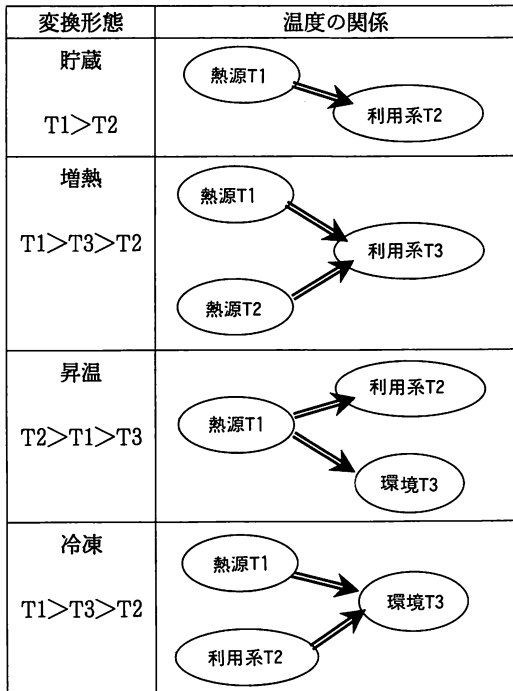 変換形態 温度の関係
貯蔵
T1>T2
熱源T1
利用系T2
増熱
T1>T3>T2
熱源T1
利用系T3
熱源T2
昇温
T2>T1>T3
利用系T2
熱源T1
環境T3
冷凍
T1>T3>T2
熱源T1
環境T3
利用系T2